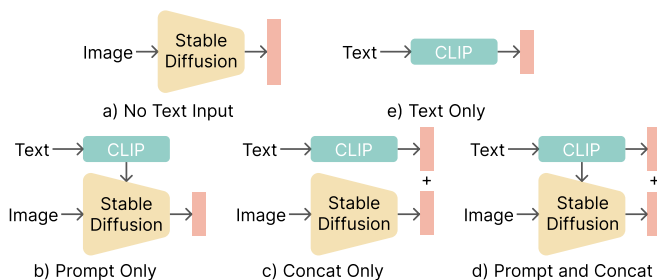 Image
Stable
Diffusion
a) No Text Input
Text
CLIP
e) Text Only
Text
CLIP
Image
Stable
Diffusion
b) Prompt Only
Text
CLIP
+
Image
Stable
Diffusion
c) Concat Only
Text
CLIP
+
Image
Stable
Diffusion
d) Prompt and Concat